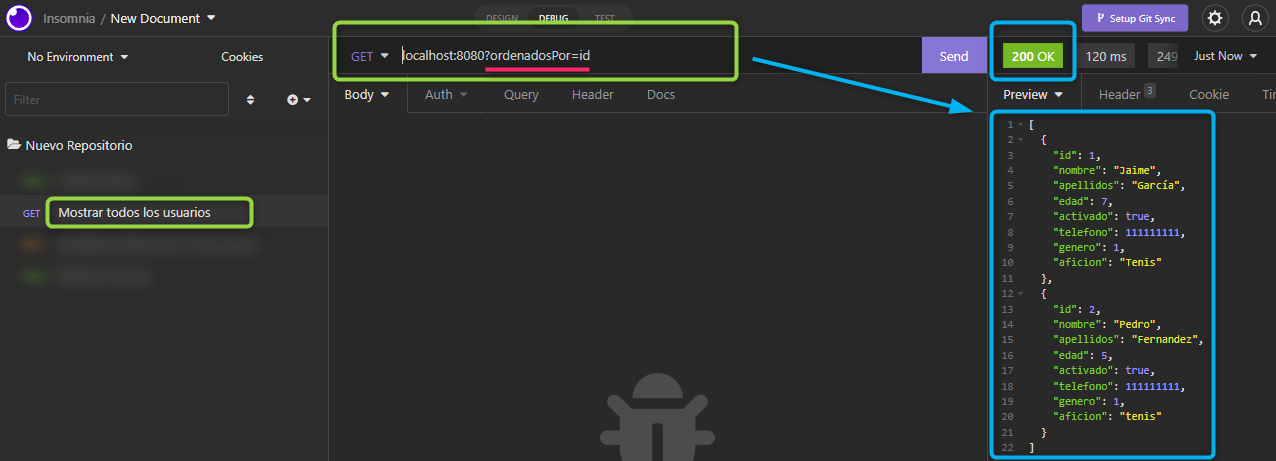 Insomnia / New Document
DESIGN DEBUG TEST
Setup Git Sync
No Environment Cookies
GET localhost:8080?ordenadosPor=id Send
200 OK 120 ms 249 Just Now
Filter
Body Auth Query Header Docs
Preview Header 3 Cookie
Nuevo Repositorio
GET Mostrar todos los usuarios
1 [
2 {
3 "id": 1,
4 "nombre": "Jaime",
5 "apellidos": "García",
6 "edad": 7,
7 "activado": true,
8 "telefono": 111111111,
9 "genero": 1,
10 "aficion": "Tenis"
11 },
12 {
13 "id": 2,
14 "nombre": "Pedro",
15 "apellidos": "Fernandez",
16 "edad": 5,
17 "activado": true,
18 "telefono": 111111111,
19 "genero": 1,
20 "aficion": "tenis"
21 }
22 ]